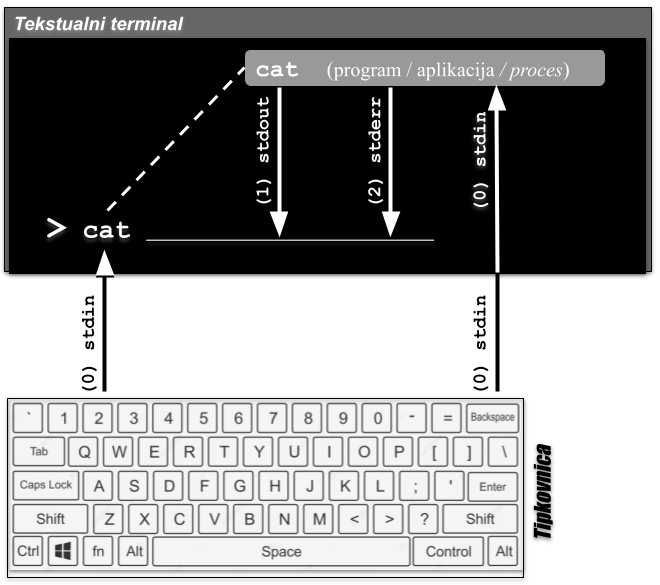 Tekstualni terminal
cat (program / aplikacija / proces)
(1) stdout
(2) stderr
(0) stdin
> cat
(0) stdin
(0) stdin
` 1 2 3 4 5 6 7 8 9 0 - = Backspace
Tab Q W E R T Y U I O P [ ] \
Caps Lock A S D F G H J K L ; ' Enter
Shift Z X C V B N M < > ? Shift
Ctrl fn Alt Space Control Alt
Tipkovnica